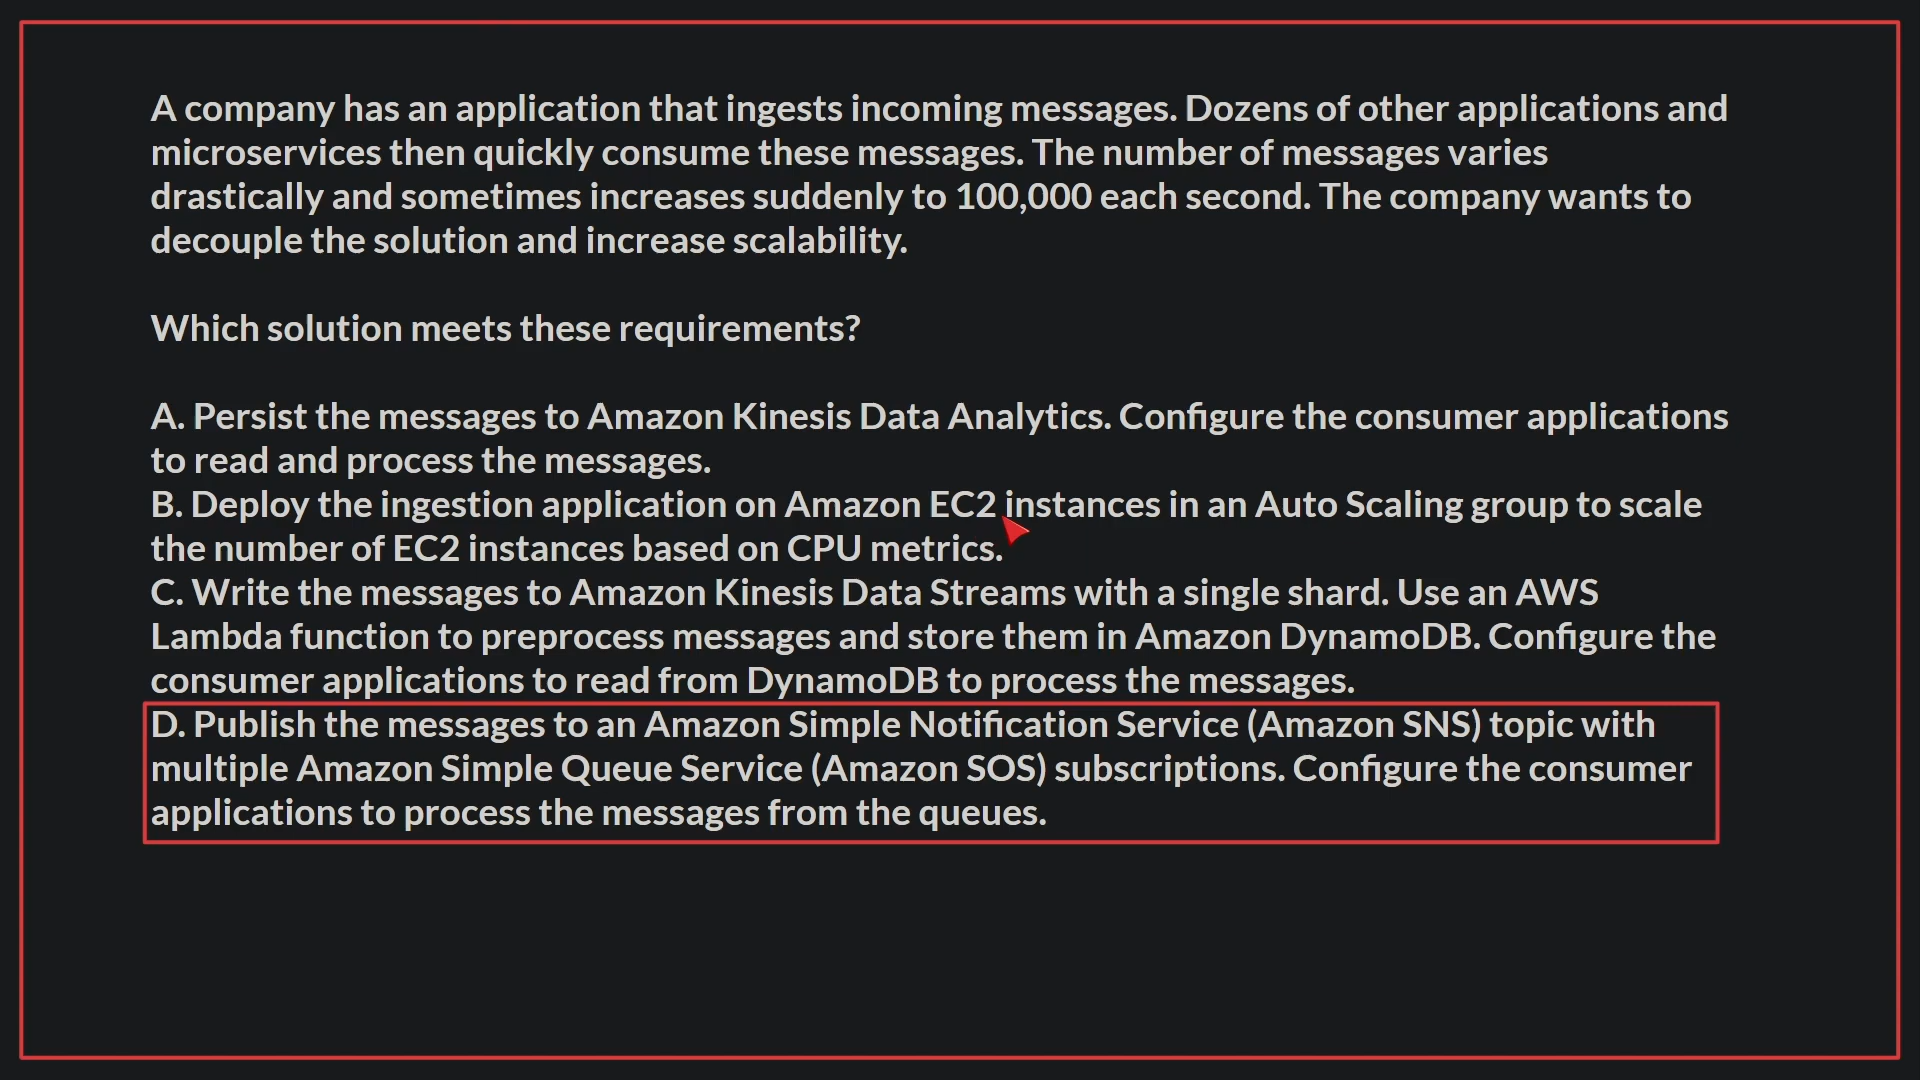 A company has an application that ingests incoming messages. Dozens of other applications and
microservices then quickly consume these messages. The number of messages varies
drastically and sometimes increases suddenly to 100,000 each second. The company wants to
decouple the solution and increase scalability.
Which solution meets these requirements?
A. Persist the messages to Amazon Kinesis Data Analytics. Configure the consumer applications
to read and process the messages.
B. Deploy the ingestion application on Amazon EC2 instances in an Auto Scaling group to scale
the number of EC2 instances based on CPU metrics.
C. Write the messages to Amazon Kinesis Data Streams with a single shard. Use an AWS
Lambda function to preprocess messages and store them in Amazon DynamoDB. Configure the
consumer applications to read from DynamoDB to process the messages.
D. Publish the messages to an Amazon Simple Notification Service (Amazon SNS) topic with
multiple Amazon Simple Queue Service (Amazon SOS) subscriptions. Configure the consumer
applications to process the messages from the queues.